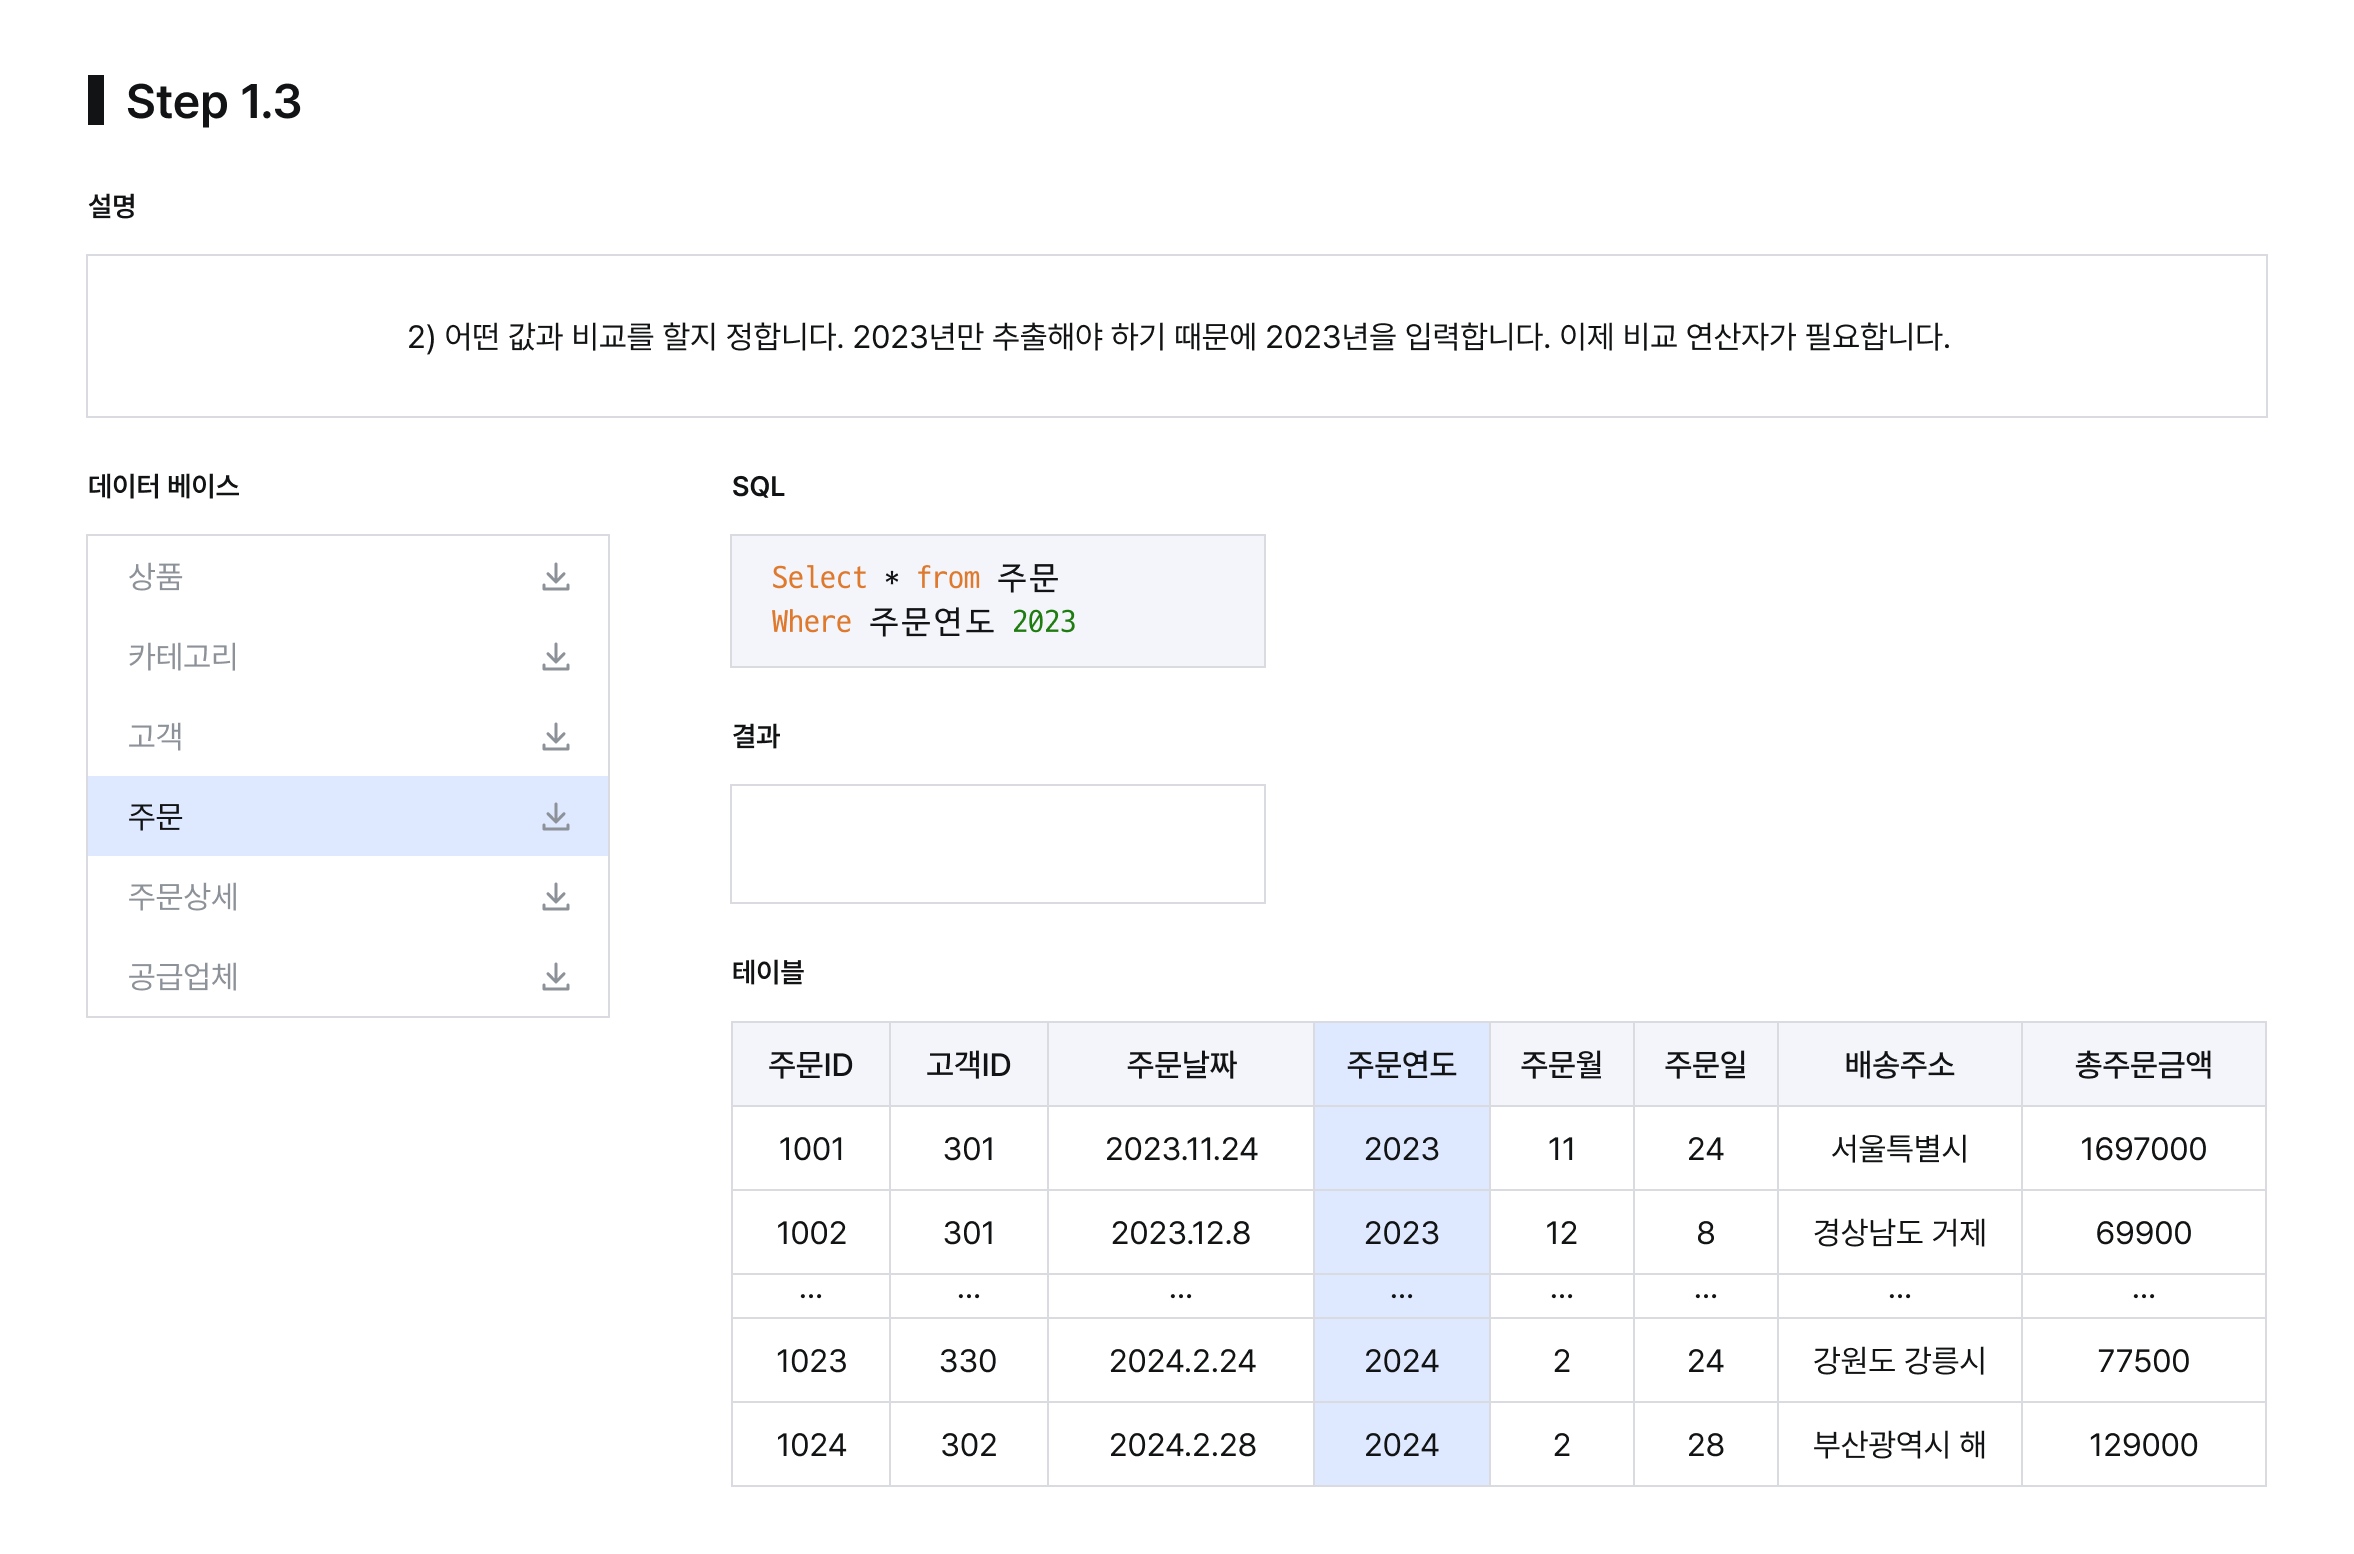 Step 1.3
설명
2) 어떤 값과 비교를 할지 정합니다. 2023년만 추출해야 하기 때문에 2023년을 입력합니다. 이제 비교 연산자가 필요합니다.
데이터 베이스
상품
카테고리
고객
주문
주문상세
공급업체
SQL
Select * from 주문
Where 주문연도 2023
결과
테이블
주문ID 고객ID 주문날짜 주문연도 주문월 주문일 배송주소 총주문금액
1001 301 2023.11.24 2023 11 24 서울특별시 1697000
1002 301 2023.12.8 2023 12 8 경상남도 거제 69900
... ... ... ... ... ... ... ...
1023 330 2024.2.24 2024 2 24 강원도 강릉시 77500
1024 302 2024.2.28 2024 2 28 부산광역시 해 129000